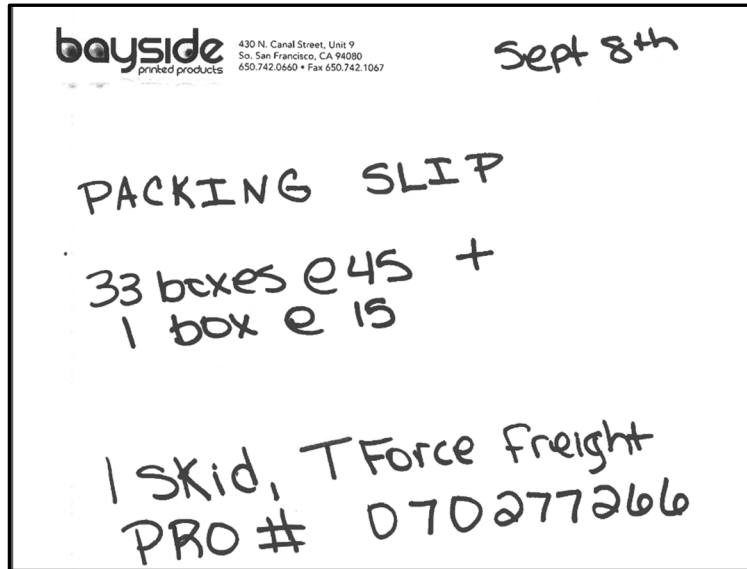 bayside
printed products
430 N. Canal Street, Unit 9
So. San Francisco, CA 94080
650.742.0660 • Fax 650.742.1067
Sept 8th
PACKING SLIP
33 boxes @ 45 +
1 box @ 15
1 SKid, T Force Freight
PRO # 070277266